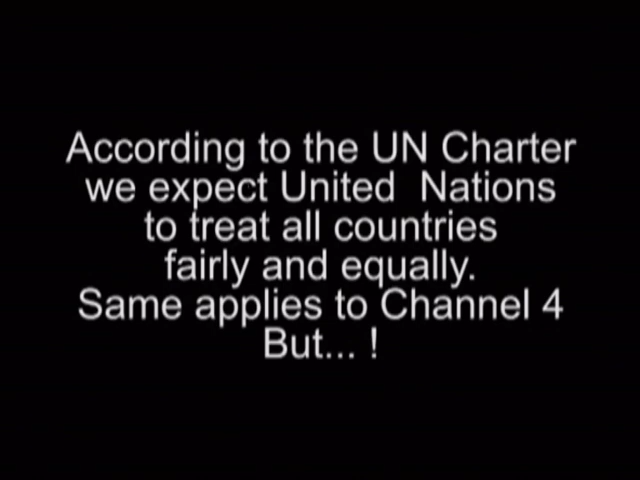 According to the UN Charter
we expect United  Nations
to treat all countries
fairly and equally.
Same applies to Channel 4
But... !